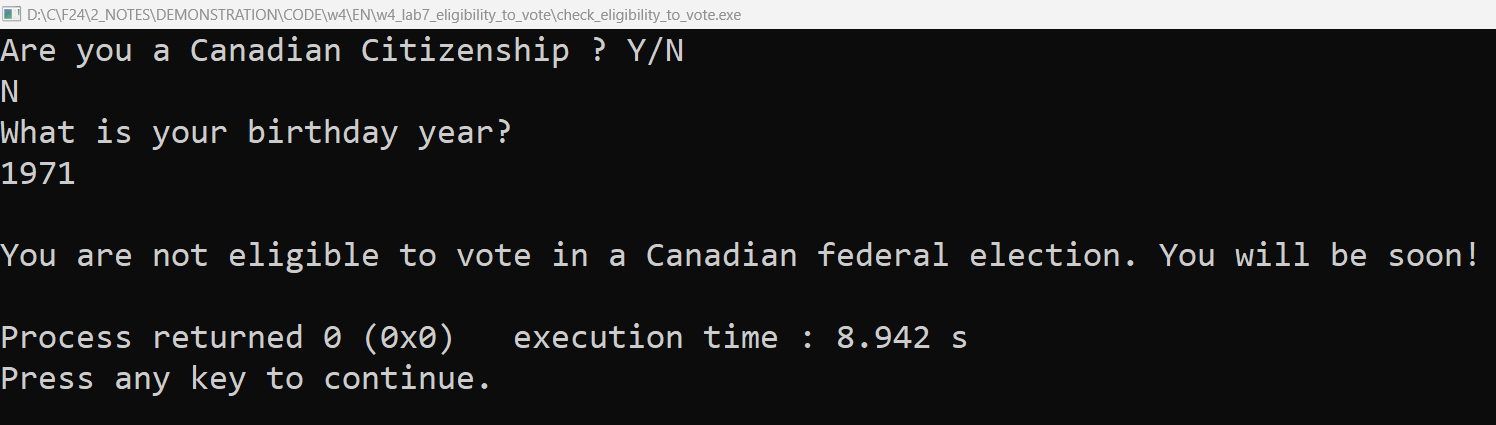 D:\C\F24\2_NOTES\DEMONSTRATION\CODE\w4\EN\w4_lab7_eligibility_to_vote\check_eligibility_to_vote.exe
Are you a Canadian Citizenship ? Y/N
N
What is your birthday year?
1971
You are not eligible to vote in a Canadian federal election. You will be soon!
Process returned 0 (0x0)   execution time : 8.942 s
Press any key to continue.